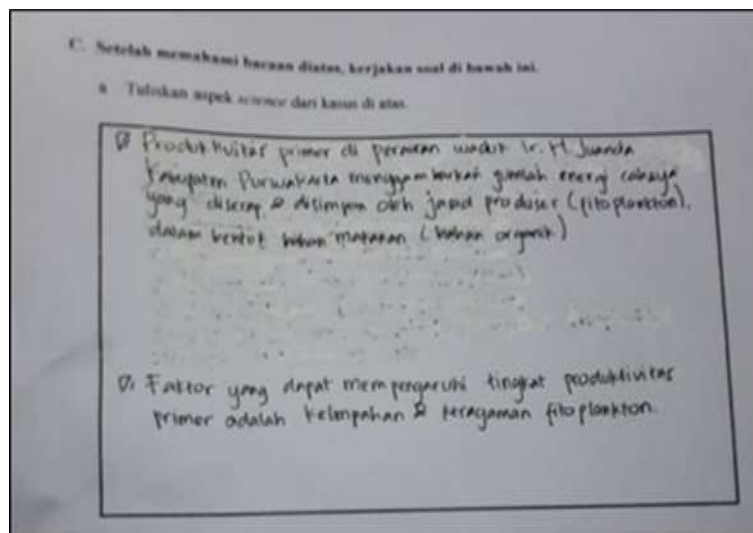 C. Setelah memahami bacaan diatas, kerjakan soal di bawah ini.
a. Tuliskan aspek science dari kasus di atas.
Produktivitas primer di perairan waduk Ir. H. Juanda
Kabupaten Purwakarta menggambarkan jumlah energi cahaya
yang diserap & disimpan oleh jasad produser (fitoplankton),
dalam bentuk bahan makanan (bahan organik)
Faktor yang dapat mempengaruhi tingkat produktivitas
primer adalah kelimpahan & keragaman fitoplankton.